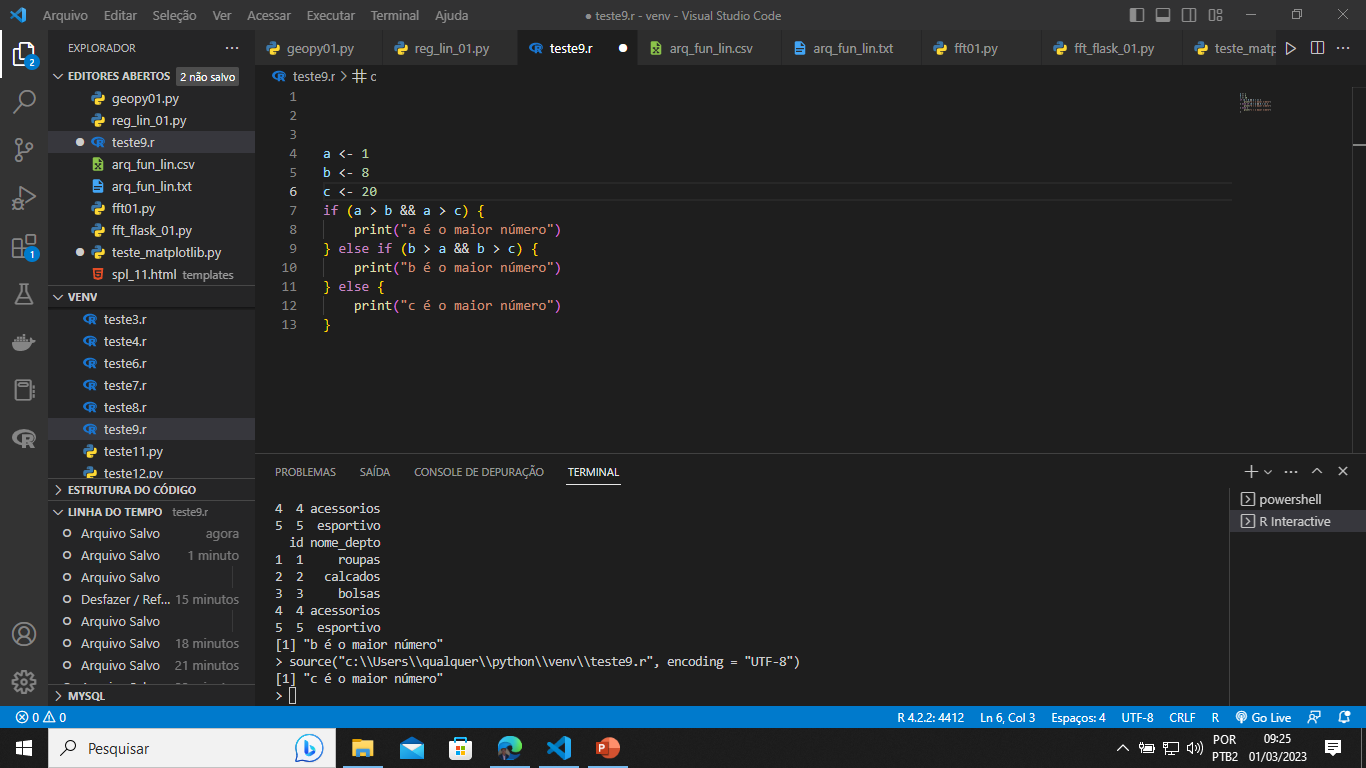 Arquivo Editar Seleção Ver Acessar Executar Terminal Ajuda ● teste9.r - venv - Visual Studio Code
EXPLORADOR ...
EDITORES ABERTOS 2 não salvo
geopy01.py
reg_lin_01.py
teste9.r
arq_fun_lin.csv
arq_fun_lin.txt
fft01.py
fft_flask_01.py
teste_matplotlib.py
spl_11.html templates
VENV
teste3.r
teste4.r
teste6.r
teste7.r
teste8.r
teste9.r
teste11.py
teste12.py
ESTRUTURA DO CÓDIGO
LINHA DO TEMPO teste9.r
Arquivo Salvo agora
Arquivo Salvo 1 minuto
Arquivo Salvo
Desfazer / Ref... 15 minutos
Arquivo Salvo
Arquivo Salvo 18 minutos
Arquivo Salvo 21 minutos
MYSQL
2
1
geopy01.py reg_lin_01.py teste9.r arq_fun_lin.csv arq_fun_lin.txt fft01.py fft_flask_01.py teste_matp
teste9.r > c
1
2
3
4 a <- 1
5 b <- 8
6 c <- 20
7 if (a > b && a > c) {
8 print("a é o maior número")
9 } else if (b > a && b > c) {
10 print("b é o maior número")
11 } else {
12 print("c é o maior número")
13 }
PROBLEMAS SAÍDA CONSOLE DE DEPURAÇÃO TERMINAL
4 4 acessorios
5 5 esportivo
id nome_depto
1 1 roupas
2 2 calcados
3 3 bolsas
4 4 acessorios
5 5 esportivo
[1] "b é o maior número"
> source("c:\\Users\\qualquer\\python\\venv\\teste9.r", encoding = "UTF-8")
[1] "c é o maior número"
>
powershell
R Interactive
0 0 R 4.2.2: 4412 Ln 6, Col 3 Espaços: 4 UTF-8 CRLF R Go Live
Pesquisar
POR
PTB2
09:25
01/03/2023